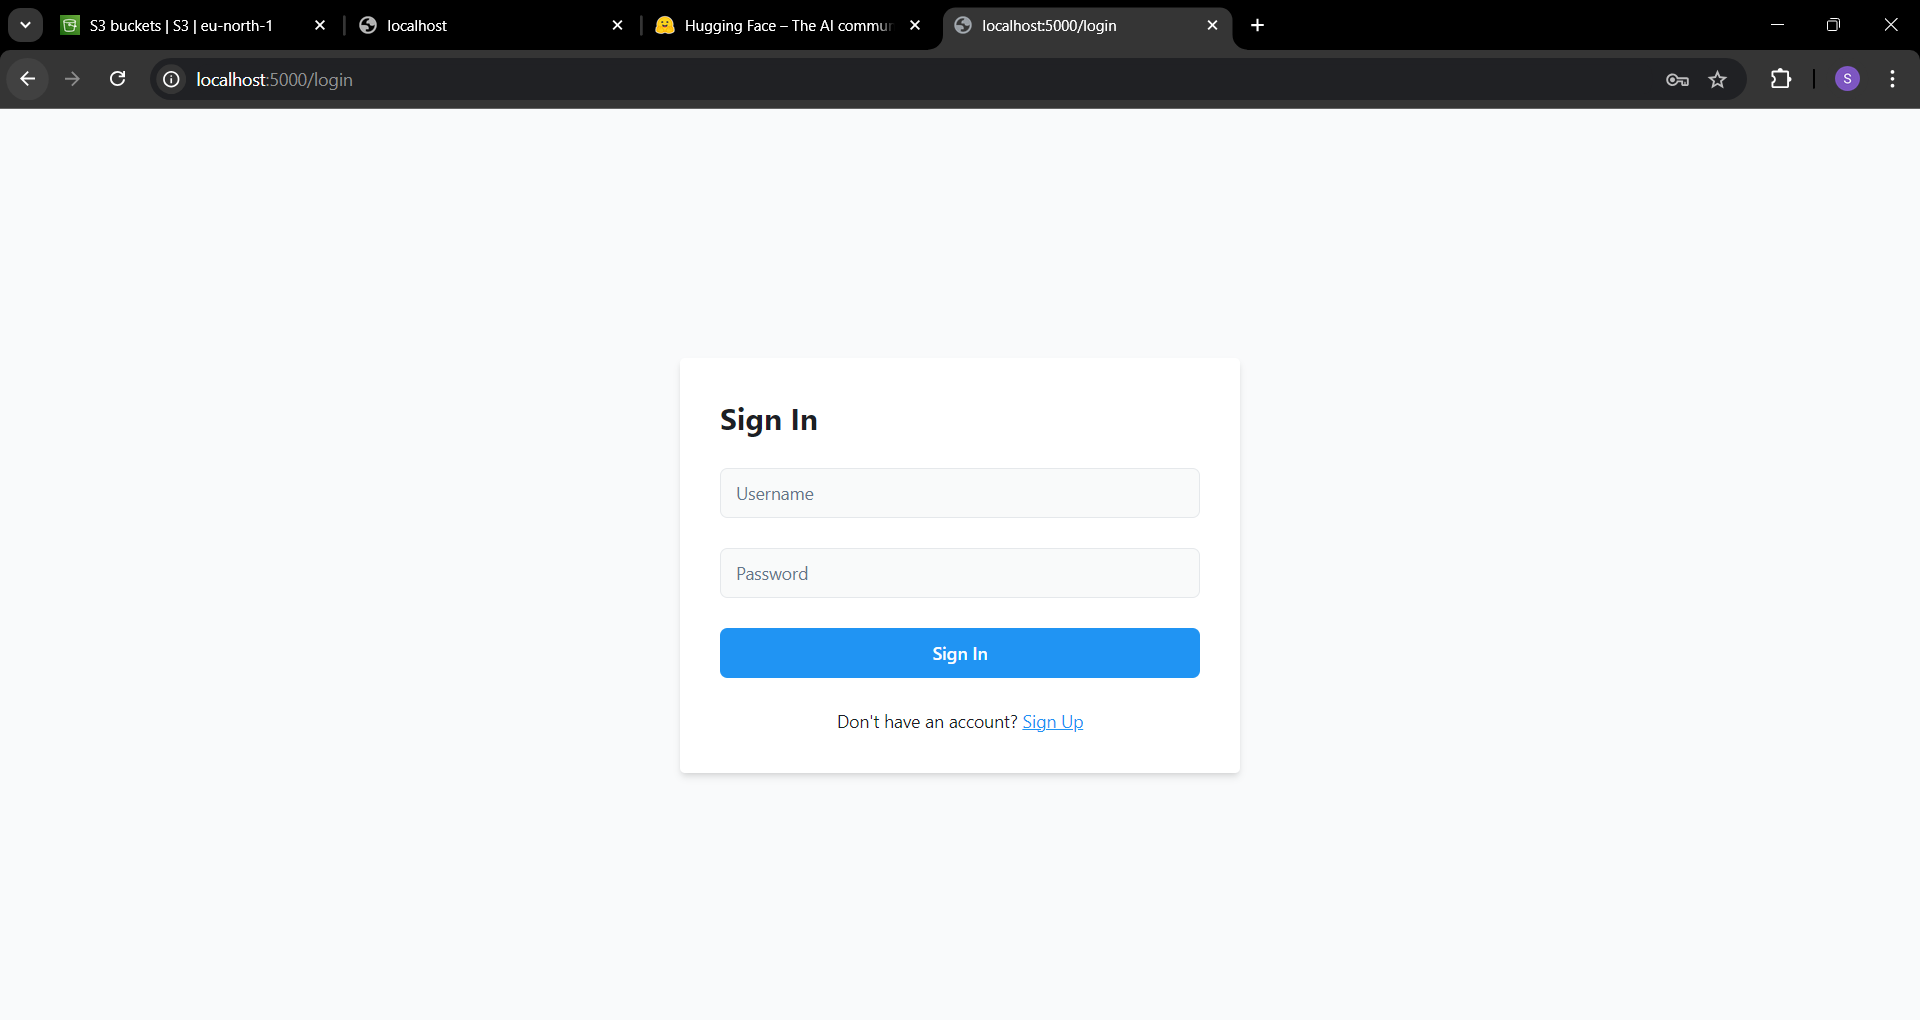 S3 buckets | S3 | eu-north-1
localhost
Hugging Face – The AI commun
localhost:5000/login
localhost:5000/login
S
Sign In
Username
Password
Sign In
Don't have an account? Sign Up